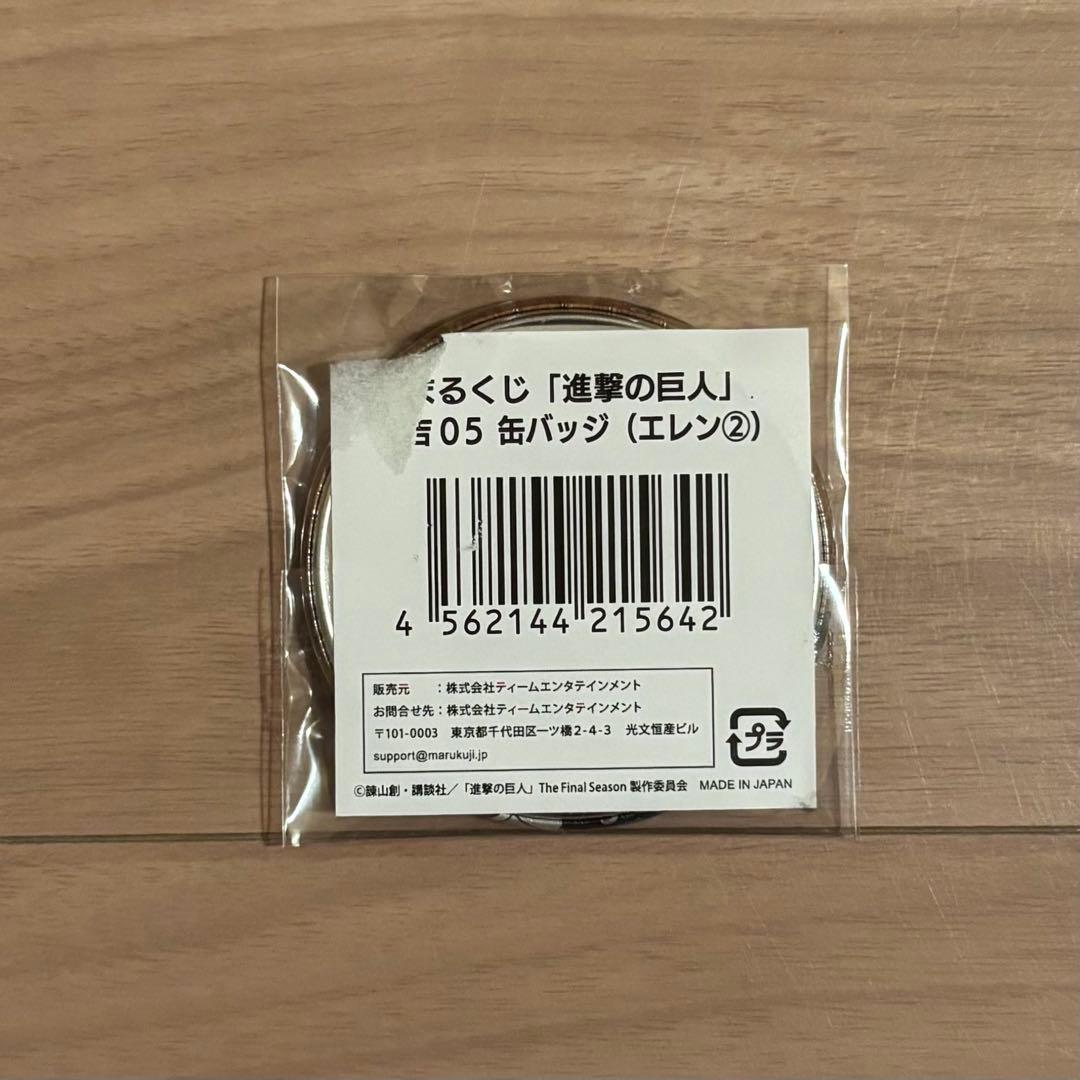 まるくじ「進撃の巨人」
吉05 缶バッジ（エレン②）
4 562144 215642
販売元　：株式会社ティームエンタテインメント
お問合せ先：株式会社ティームエンタテインメント
〒101-0003　東京都千代田区一ツ橋2-4-3　光文恒産ビル
support@marukuji.jp
プラ
©諫山創・講談社／「進撃の巨人」The Final Season 製作委員会　MADE IN JAPAN